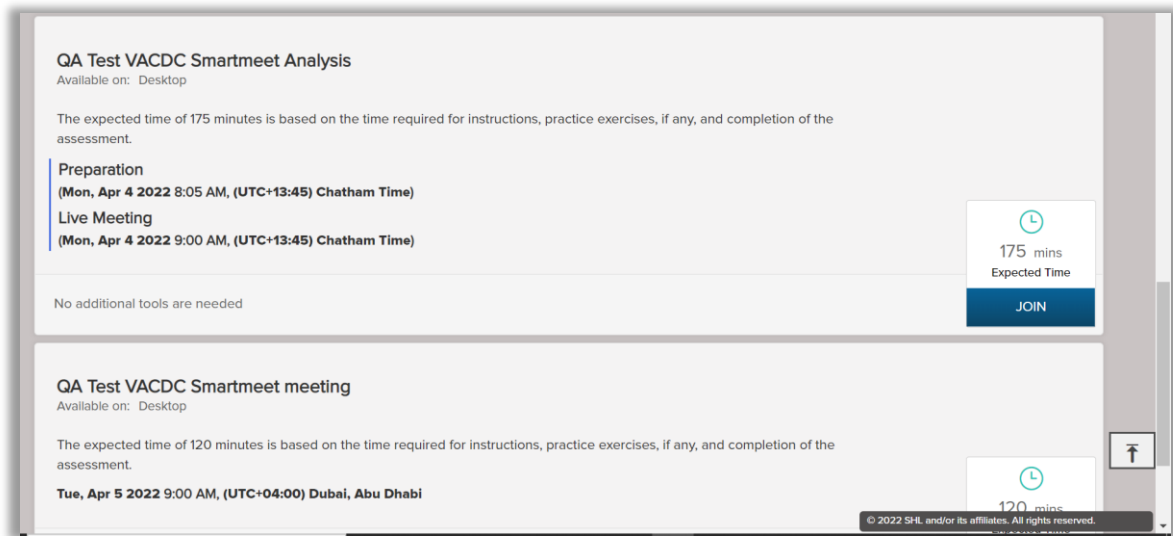 QA Test VACDC Smartmeet Analysis
Available on: Desktop
The expected time of 175 minutes is based on the time required for instructions, practice exercises, if any, and completion of the
assessment.
Preparation
(Mon, Apr 4 2022 8:05 AM, (UTC+13:45) Chatham Time)
Live Meeting
(Mon, Apr 4 2022 9:00 AM, (UTC+13:45) Chatham Time)
175 mins
Expected Time
No additional tools are needed
JOIN
QA Test VACDC Smartmeet meeting
Available on: Desktop
The expected time of 120 minutes is based on the time required for instructions, practice exercises, if any, and completion of the
assessment.
Tue, Apr 5 2022 9:00 AM, (UTC+04:00) Dubai, Abu Dhabi
120 mins
© 2022 SHL and/or its affiliates. All rights reserved.